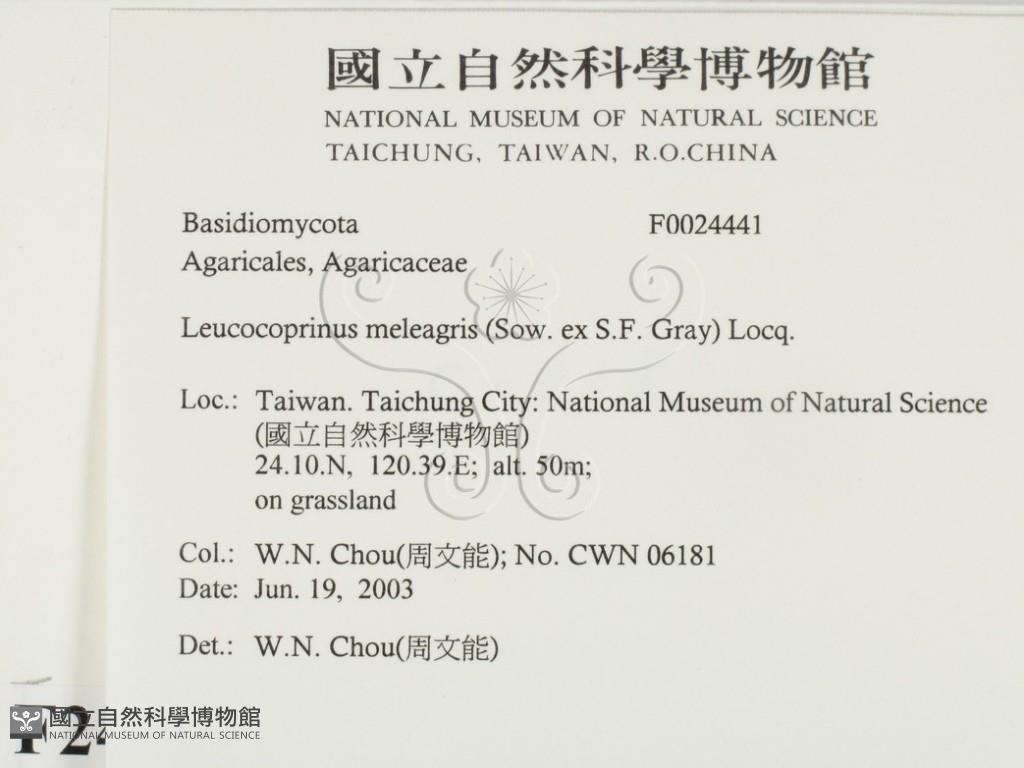 國立自然科學博物館
NATIONAL MUSEUM OF NATURAL SCIENCE
TAICHUNG, TAIWAN, R.O.CHINA
Basidiomycota F0024441
Agaricales, Agaricaceae
Leucocoprinus meleagris (Sow. ex S.F. Gray) Locq.
Loc.: Taiwan. Taichung City: National Museum of Natural Science
(國立自然科學博物館)
24.10.N, 120.39.E; alt. 50m;
on grassland
Col.: W.N. Chou(周文能); No. CWN 06181
Date: Jun. 19, 2003
Det.: W.N. Chou(周文能)
國立自然科學博物館
NATIONAL MUSEUM OF NATURAL SCIENCE